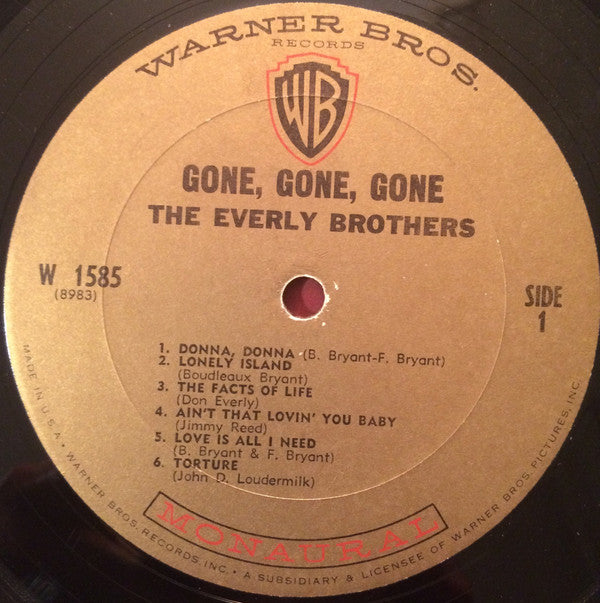 WARNER BROS.
RECORDS
WB
GONE, GONE, GONE
THE EVERLY BROTHERS
W 1585
(8983)
SIDE
1
1. DONNA, DONNA (B. Bryant-F. Bryant)
2. LONELY ISLAND
(Boudleaux Bryant)
3. THE FACTS OF LIFE
(Don Everly)
4. AIN'T THAT LOVIN' YOU BABY
(Jimmy Reed)
5. LOVE IS ALL I NEED
(B. Bryant & F. Bryant)
6. TORTURE
(John D. Loudermilk)
MONAURAL
MADE IN U.S.A. • WARNER BROS. RECORDS INC. • A SUBSIDIARY & LICENSEE OF WARNER BROS. PICTURES, INC.